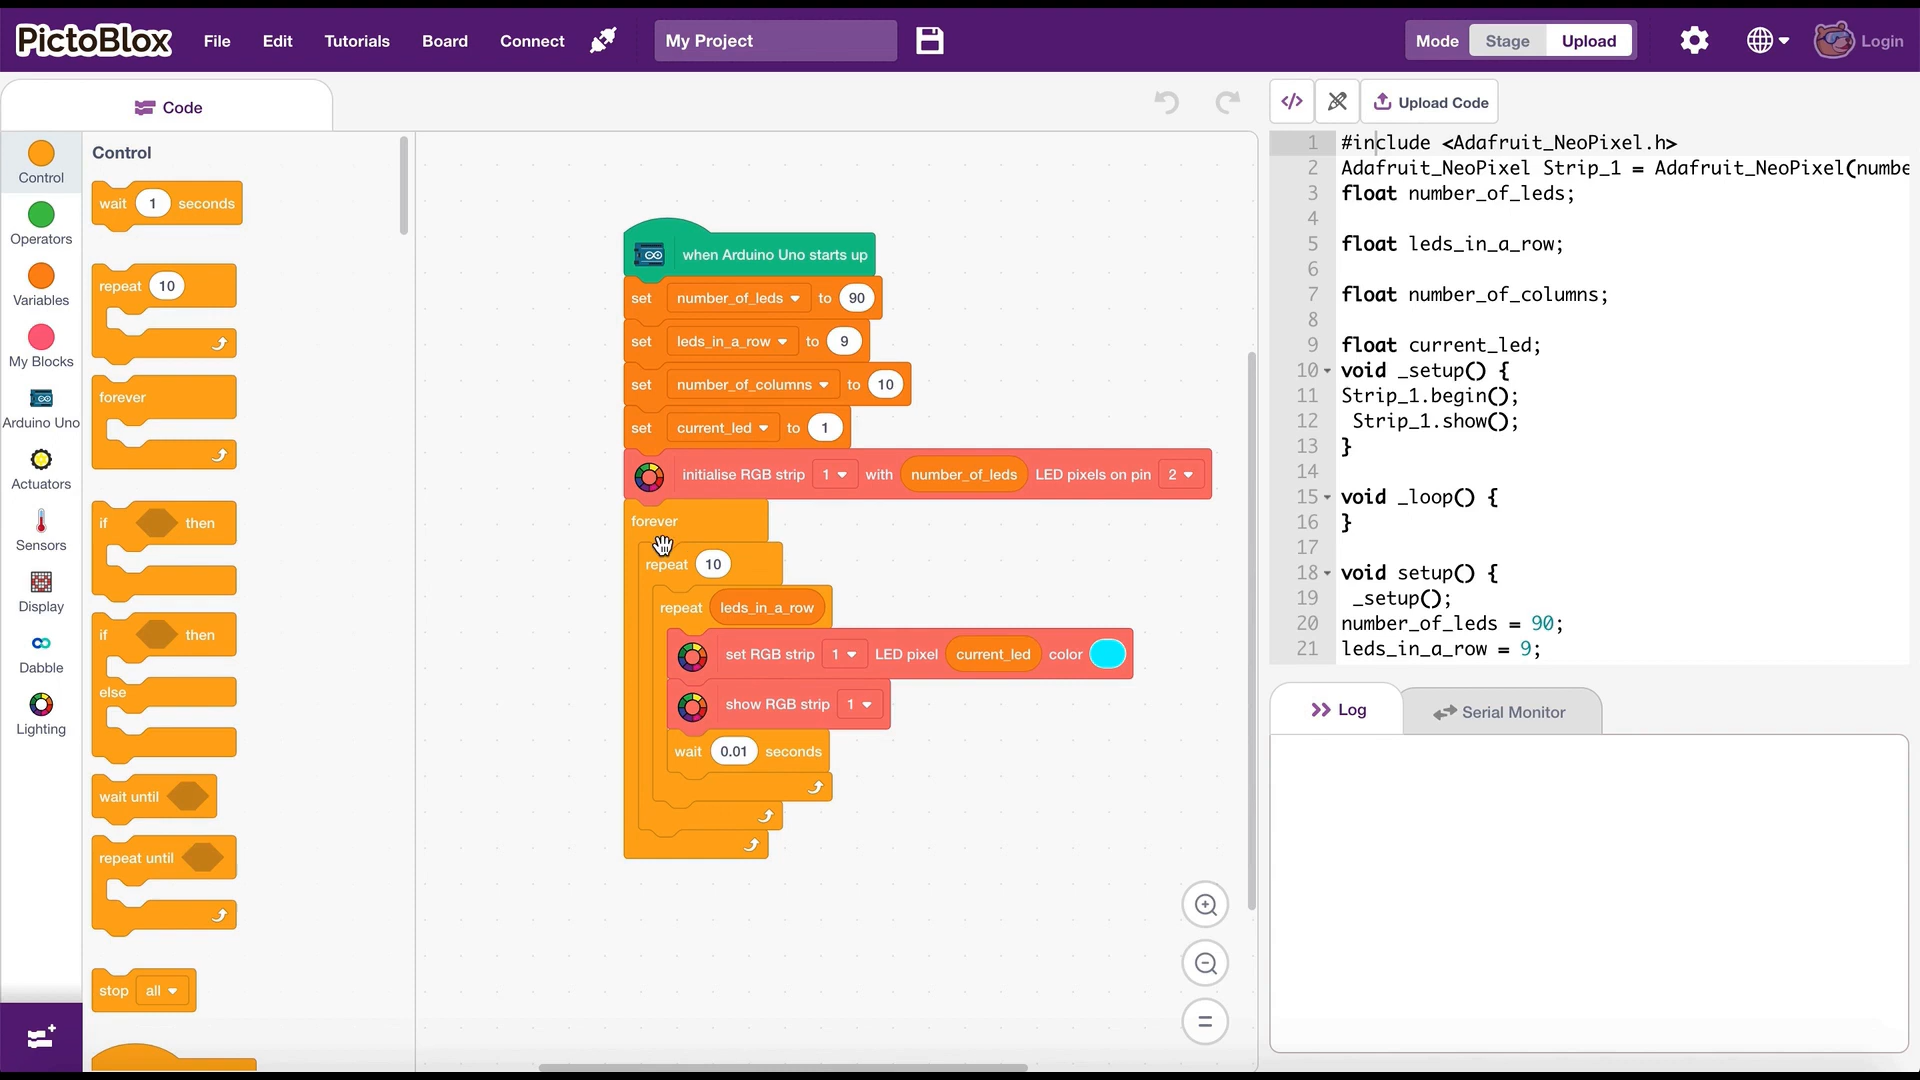 PictoBlox File Edit Tutorials Board Connect My Project Mode Stage Upload Login
Code
Upload Code
Control
Operators
Variables
My Blocks
Arduino Uno
Actuators
Sensors
Display
Dabble
Lighting
Control
wait 1 seconds
repeat 10
forever
if then
if then
else
wait until
repeat until
stop all
when Arduino Uno starts up
set number_of_leds to 90
set leds_in_a_row to 9
set number_of_columns to 10
set current_led to 1
initialise RGB strip 1 with number_of_leds LED pixels on pin 2
forever
repeat 10
repeat leds_in_a_row
set RGB strip 1 LED pixel current_led color
show RGB strip 1
wait 0.01 seconds
1 #include <Adafruit_NeoPixel.h>
2 Adafruit_NeoPixel Strip_1 = Adafruit_NeoPixel(numbe
3 float number_of_leds;
4
5 float leds_in_a_row;
6
7 float number_of_columns;
8
9 float current_led;
10 void _setup() {
11 Strip_1.begin();
12 Strip_1.show();
13 }
14
15 void _loop() {
16 }
17
18 void setup() {
19 _setup();
20 number_of_leds = 90;
21 leds_in_a_row = 9;
Log Serial Monitor